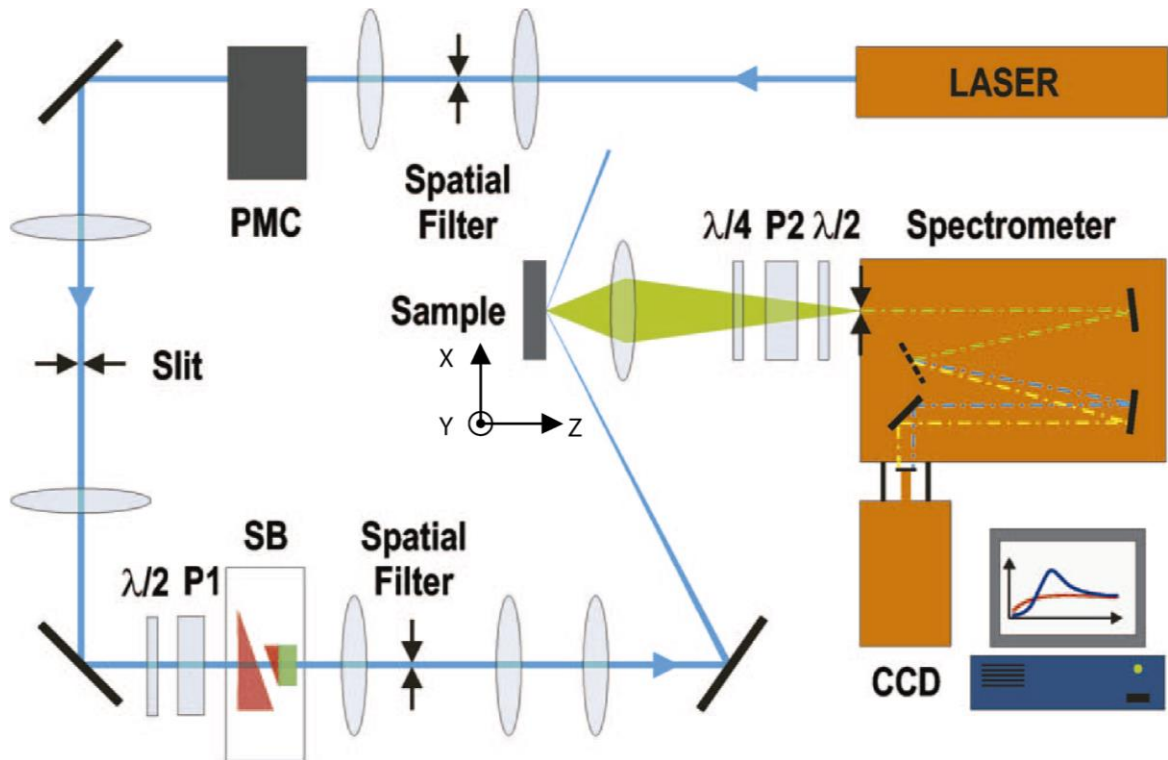 LASER
PMC
Spatial
Filter
λ/4 P2 λ/2
Spectrometer
Sample
X
Y
Z
Slit
SB
λ/2 P1
Spatial
Filter
CCD